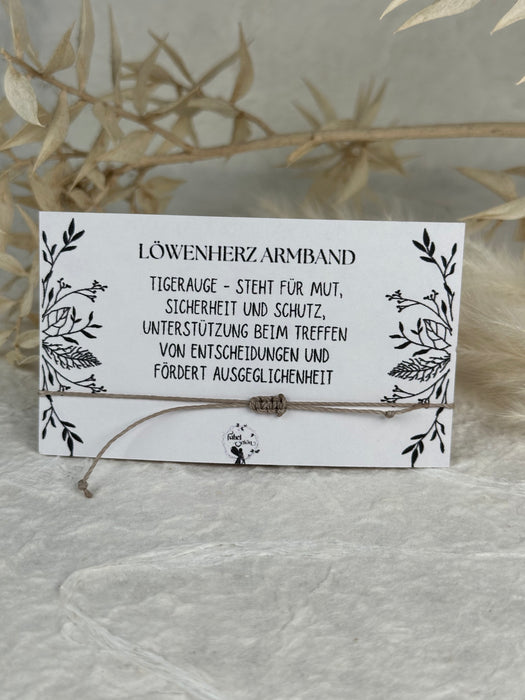 LÖWENHERZ ARMBAND
TIGERAUGE - STEHT FÜR MUT,
SICHERHEIT UND SCHUTZ,
UNTERSTÜTZUNG BEIM TREFFEN
VON ENTSCHEIDUNGEN UND
FÖRDERT AUSGEGLICHENHEIT